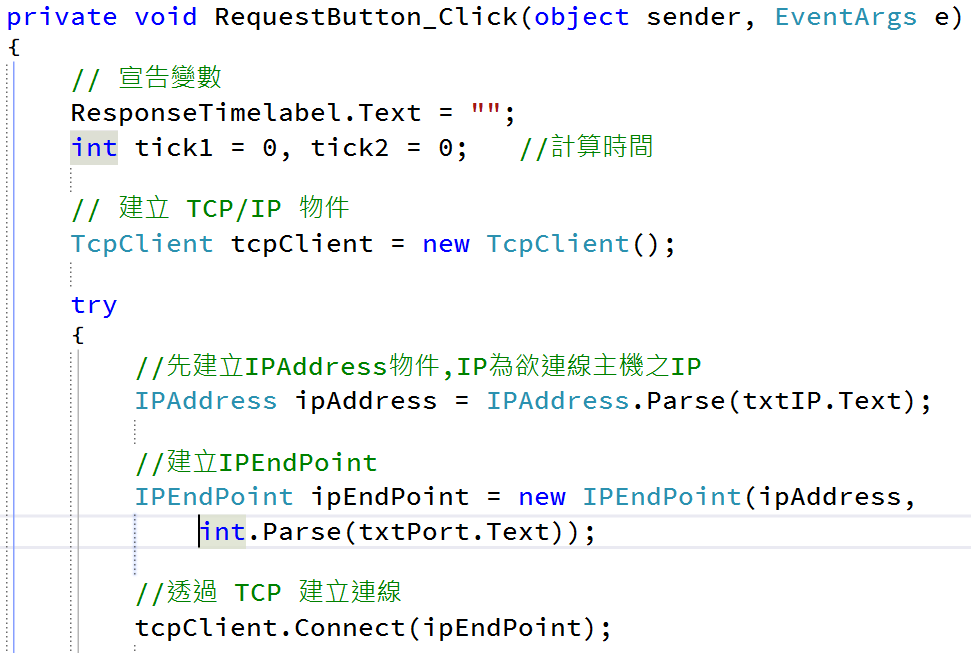 private void RequestButton_Click(object sender, EventArgs e)
{
// 宣告變數
ResponseTimelabel.Text = "";
int tick1 = 0, tick2 = 0;   //計算時間
// 建立 TCP/IP 物件
TcpClient tcpClient = new TcpClient();
try
{
//先建立IPAddress物件,IP為欲連線主機之IP
IPAddress ipAddress = IPAddress.Parse(txtIP.Text);
//建立IPEndPoint
IPEndPoint ipEndPoint = new IPEndPoint(ipAddress,
int.Parse(txtPort.Text));
//透過 TCP 建立連線
tcpClient.Connect(ipEndPoint);